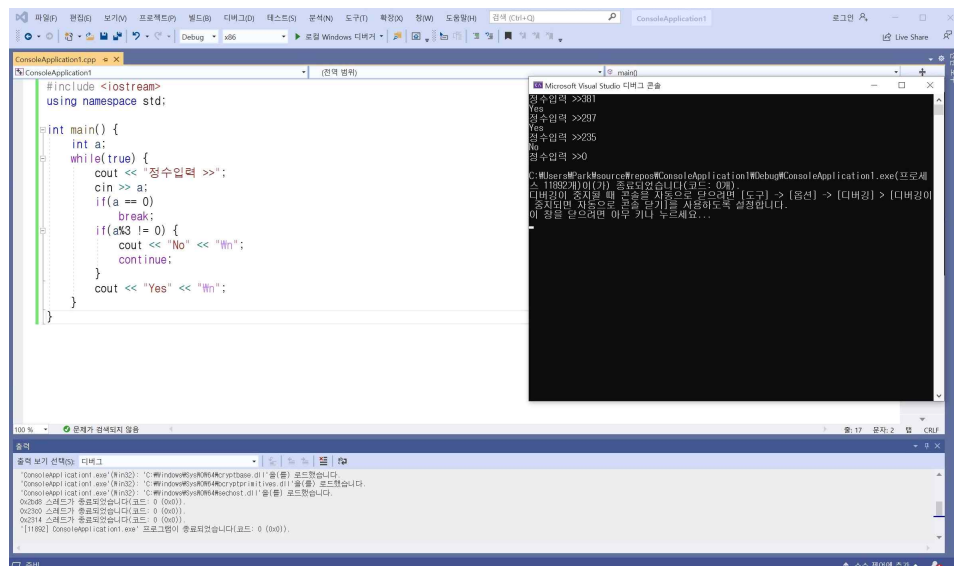 파일(F) 편집(E) 보기(V) 프로젝트(P) 빌드(B) 디버그(D) 테스트(S) 분석(N) 도구(T) 확장(X) 창(W) 도움말(H) 검색 (Ctrl+Q) ConsoleApplication1 로그인
Debug x86 로컬 Windows 디버거 Live Share
ConsoleApplication1.cpp
ConsoleApplication1 (전역 범위) main()
#include <iostream>
using namespace std;
int main() {
int a;
while(true) {
cout << "정수입력 >>";
cin >> a;
if(a == 0)
break;
if(a%3 != 0) {
cout << "No" << "₩n";
continue;
}
cout << "Yes" << "₩n";
}
}
Microsoft Visual Studio 디버그 콘솔
정수입력 >>381
Yes
정수입력 >>297
Yes
정수입력 >>235
No
정수입력 >>0
C:₩Users₩Park₩source₩repos₩ConsoleApplication1₩Debug₩ConsoleApplication1.exe(프로세
스 11892개)이(가) 종료되었습니다(코드: 0개).
디버깅이 중지될 때 콘솔을 자동으로 닫으려면 [도구] -> [옵션] -> [디버깅] > [디버깅이
중지되면 자동으로 콘솔 닫기]를 사용하도록 설정합니다.
이 창을 닫으려면 아무 키나 누르세요...
100 % 문제가 검색되지 않음 줄: 17 문자: 2 탭 CRLF
출력
출력 보기 선택(S): 디버그
'ConsoleApplication1.exe'(Win32): 'C:₩Windows₩SysWOW64₩cryptbase.dll'을(를) 로드했습니다.
'ConsoleApplication1.exe'(Win32): 'C:₩Windows₩SysWOW64₩bcryptprimitives.dll'을(를) 로드했습니다.
'ConsoleApplication1.exe'(Win32): 'C:₩Windows₩SysWOW64₩sechost.dll'을(를) 로드했습니다.
0x2bd8 스레드가 종료되었습니다(코드: 0 (0x0)).
0x23c0 스레드가 종료되었습니다(코드: 0 (0x0)).
0x2314 스레드가 종료되었습니다(코드: 0 (0x0)).
'[11892] ConsoleApplication1.exe' 프로그램이 종료되었습니다(코드: 0 (0x0)).
준비